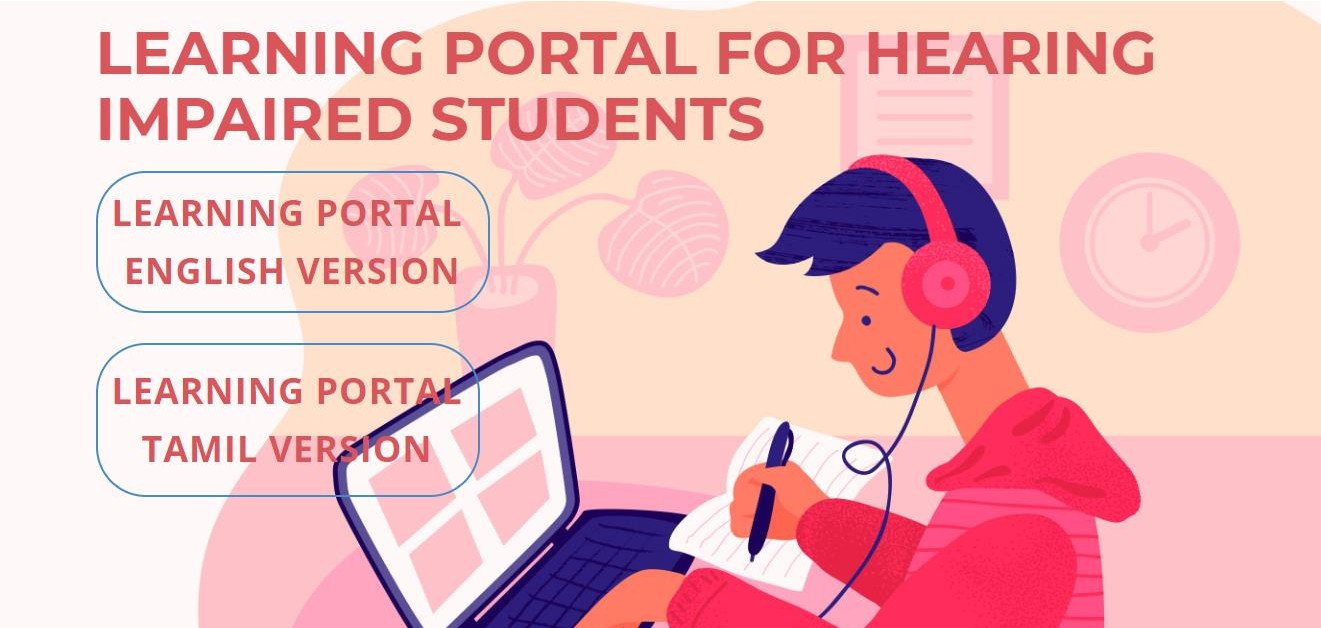 LEARNING PORTAL FOR HEARING
IMPAIRED STUDENTS
LEARNING PORTAL
ENGLISH VERSION
LEARNING PORTAL
TAMIL VERSION